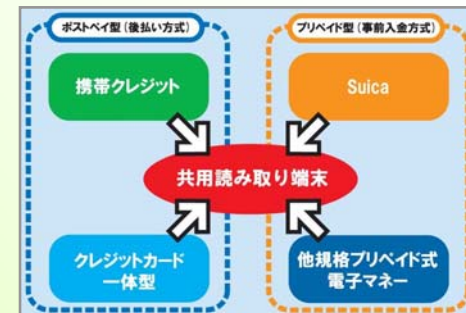 ポストペイ型(後払い方式)
プリペイド型(事前入金方式)
携帯クレジット
Suica
共用読み取り端末
クレジットカード
一体型
他規格プリペイド式
電子マネー